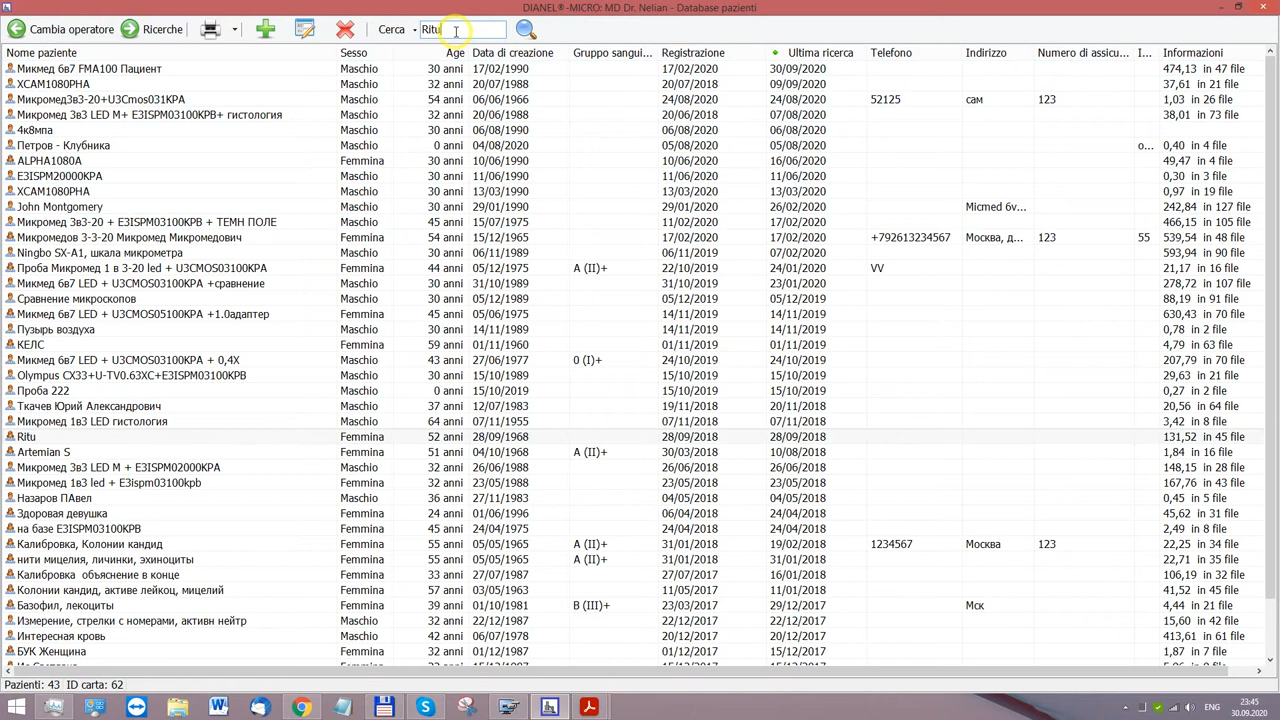 DIANEL®-MICRO: MD Dr. Nelian - Database pazienti
Cambia operatore Ricerche Cerca Ritu
Nome paziente Sesso Age Data di creazione Gruppo sangui... Registrazione Ultima ricerca Telefono Indirizzo Numero di assicu... I... Informazioni
Микмед 6в7 FMA100 Пациент Maschio 30 anni 17/02/1990 17/02/2020 30/09/2020 474,13 in 47 file
XCAM1080PHA Maschio 32 anni 20/07/1988 20/07/2018 09/09/2020 37,61 in 21 file
Микромед3в3-20+U3Cmos031KPA Maschio 54 anni 06/06/1966 24/08/2020 24/08/2020 52125 сам 123 1,03 in 26 file
Микромед 3в3 LED M+ E3ISPM03100KPB+ гистология Maschio 32 anni 20/06/1988 20/06/2018 07/08/2020 38,01 in 73 file
4к8мпа Maschio 30 anni 06/08/1990 06/08/2020 06/08/2020
Петров - Клубника Maschio 0 anni 04/08/2020 05/08/2020 05/08/2020 о... 0,40 in 4 file
ALPHA1080A Femmina 30 anni 10/06/1990 10/06/2020 16/06/2020 49,47 in 4 file
E3ISPM20000KPA Maschio 30 anni 11/06/1990 11/06/2020 11/06/2020 0,30 in 3 file
XCAM1080PHA Maschio 30 anni 13/03/1990 13/03/2020 13/03/2020 0,97 in 19 file
John Montgomery Maschio 30 anni 29/01/1990 29/01/2020 26/02/2020 Micmed 6v... 242,84 in 127 file
Микромед 3в3-20 + E3ISPM03100KPB + ТЕМН ПОЛЕ Maschio 45 anni 15/07/1975 11/02/2020 17/02/2020 466,15 in 105 file
Микромедов 3-3-20 Микромед Микромедович Femmina 54 anni 15/12/1965 17/02/2020 17/02/2020 +792613234567 Москва, д... 123 55 539,54 in 48 file
Ningbo SX-A1, шкала микрометра Maschio 30 anni 06/11/1989 06/11/2019 07/02/2020 593,94 in 90 file
Проба Микромед 1 в 3-20 led + U3CMOS03100KPA Femmina 44 anni 05/12/1975 A (II)+ 22/10/2019 24/01/2020 VV 21,17 in 16 file
Микмед 6в7 LED + U3CMOS03100KPA +сравнение Maschio 30 anni 31/10/1989 31/10/2019 23/01/2020 278,72 in 107 file
Сравнение микроскопов Maschio 30 anni 05/12/1989 05/12/2019 05/12/2019 88,19 in 91 file
Микмед 6в7 LED + U3CMOS05100KPA +1.0адаптер Femmina 45 anni 05/06/1975 14/11/2019 14/11/2019 630,43 in 70 file
Пузырь воздуха Maschio 30 anni 14/11/1989 14/11/2019 14/11/2019 0,78 in 2 file
КЕЛС Femmina 59 anni 01/11/1960 01/11/2019 01/11/2019 4,79 in 63 file
Микмед 6в7 LED + U3CMOS03100KPA + 0,4X Maschio 43 anni 27/06/1977 0 (I)+ 24/10/2019 24/10/2019 207,79 in 70 file
Olympus CX33+U-TV0.63XC+E3ISPM03100KPB Maschio 30 anni 15/10/1989 15/10/2019 24/10/2019 29,63 in 21 file
Проба 222 Maschio 0 anni 15/10/2019 15/10/2019 15/10/2019 0,27 in 2 file
Ткачев Юрий Александрович Maschio 37 anni 12/07/1983 19/11/2018 20/11/2018 20,56 in 64 file
Микромед 1в3 LED гистология Maschio 64 anni 07/11/1955 07/11/2018 07/11/2018 3,42 in 8 file
Ritu Femmina 52 anni 28/09/1968 28/09/2018 28/09/2018 131,52 in 45 file
Artemian S Femmina 51 anni 04/10/1968 A (II)+ 30/03/2018 10/08/2018 1,84 in 16 file
Микромед 3в3 LED M + E3ISPM02000KPA Maschio 32 anni 26/06/1988 26/06/2018 26/06/2018 148,15 in 28 file
Микромед 1в3 led + E3ispm03100kpb Femmina 32 anni 23/05/1988 23/05/2018 23/05/2018 167,76 in 43 file
Назаров ПАвел Maschio 36 anni 27/11/1983 04/05/2018 04/05/2018 0,45 in 5 file
Здоровая девушка Femmina 24 anni 01/06/1996 06/04/2018 24/04/2018 45,62 in 31 file
на базе E3ISPM03100KPB Femmina 45 anni 24/04/1975 24/04/2018 24/04/2018 2,49 in 8 file
Калибровка, Колонии кандид Femmina 55 anni 05/05/1965 A (II)+ 31/01/2018 19/02/2018 1234567 Москва 123 22,25 in 34 file
нити мицелия, личинки, эхиноциты Femmina 55 anni 05/05/1965 A (II)+ 31/01/2018 31/01/2018 22,71 in 35 file
Калибровка объяснение в конце Femmina 33 anni 27/07/1987 27/07/2017 16/01/2018 106,19 in 32 file
Колонии кандид, активе лейкоц, мицелий Femmina 57 anni 03/05/1963 11/05/2017 11/01/2018 41,52 in 45 file
Базофил, лекоциты Femmina 39 anni 01/10/1981 B (III)+ 23/03/2017 29/12/2017 Мск 4,44 in 21 file
Измерение, стрелки с номерами, активн нейтр Femmina 32 anni 22/12/1987 22/12/2017 22/12/2017 15,60 in 42 file
Интересная кровь Maschio 42 anni 06/07/1978 20/12/2017 20/12/2017 413,61 in 61 file
БУК Женщина Femmina 32 anni 01/12/1987 01/12/2017 15/12/2017 1,87 in 7 file
Pazienti: 43 ID carta: 62
23:45
30.09.2020